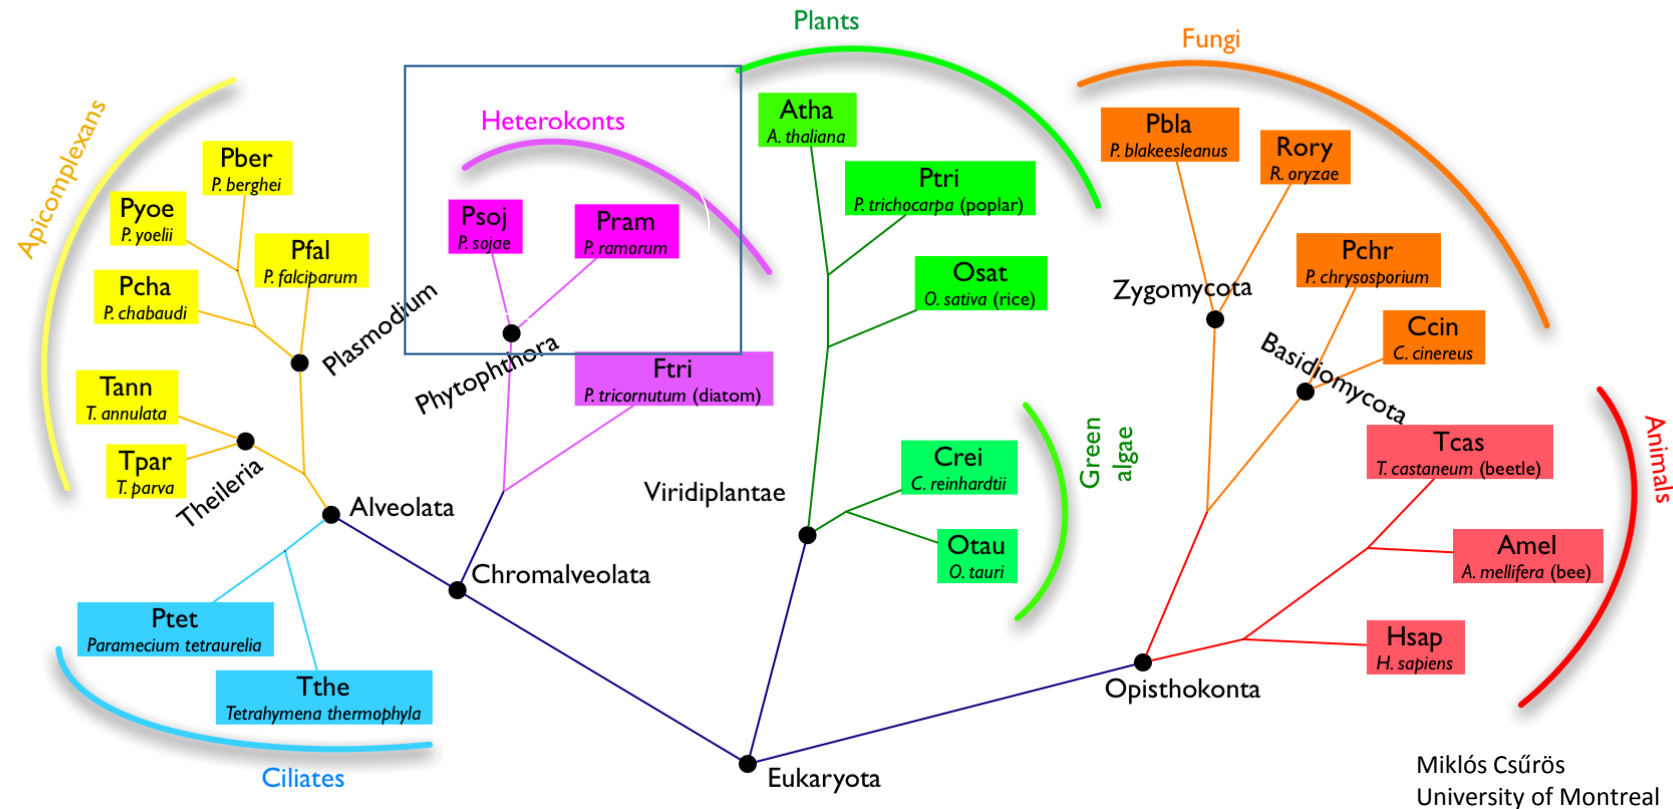 Plants
Fungi
Apicomplexans
Heterokonts
Pber
P. berghei
Pyoe
P. yoelii
Pfal
P. falciparum
Pcha
P. chabaudi
Plasmodium
Tann
T. annulata
Tpar
T. parva
Theileria
Alveolata
Psoj
P. sojae
Pram
P. ramorum
Phytophthora
Ftri
P. tricornutum (diatom)
Chromalveolata
Ptet
Paramecium tetraurelia
Tthe
Tetrahymena thermophyla
Ciliates
Atha
A. thaliana
Ptri
P. trichocarpa (poplar)
Osat
O. sativa (rice)
Viridiplantae
Crei
C. reinhardtii
Otau
O. tauri
Green
algae
Pbla
P. blakeesleanus
Rory
R. oryzae
Zygomycota
Pchr
P. chrysosporium
Ccin
C. cinereus
Basidiomycota
Tcas
T. castaneum (beetle)
Amel
A. mellifera (bee)
Hsap
H. sapiens
Animals
Opisthokonta
Eukaryota
Miklós Csűrös
University of Montreal